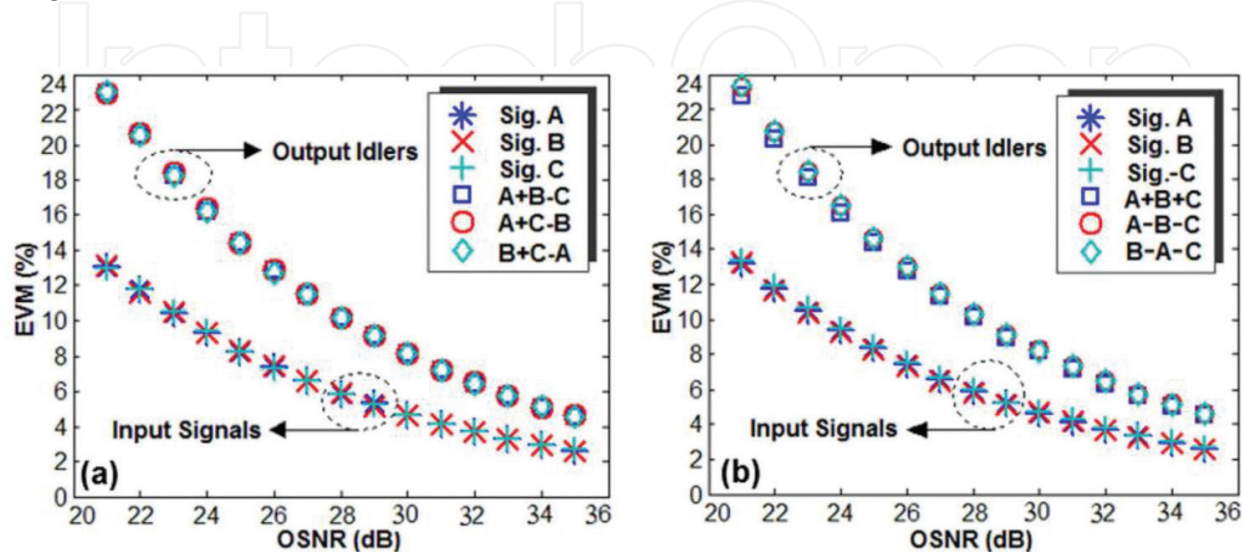 IntechOpen
24
22
20
18
16
14
12
10
8
6
4
2
0
EVM (%)
Sig. A
Sig. B
Sig. C
A+B-C
A+C-B
B+C-A
Output Idlers
Input Signals
(a)
20 22 24 26 28 30 32 34 36
OSNR (dB)
24
22
20
18
16
14
12
10
8
6
4
2
0
EVM (%)
Sig. A
Sig. B
Sig.-C
A+B+C
A-B-C
B-A-C
Output Idlers
Input Signals
(b)
20 22 24 26 28 30 32 34 36
OSNR (dB)